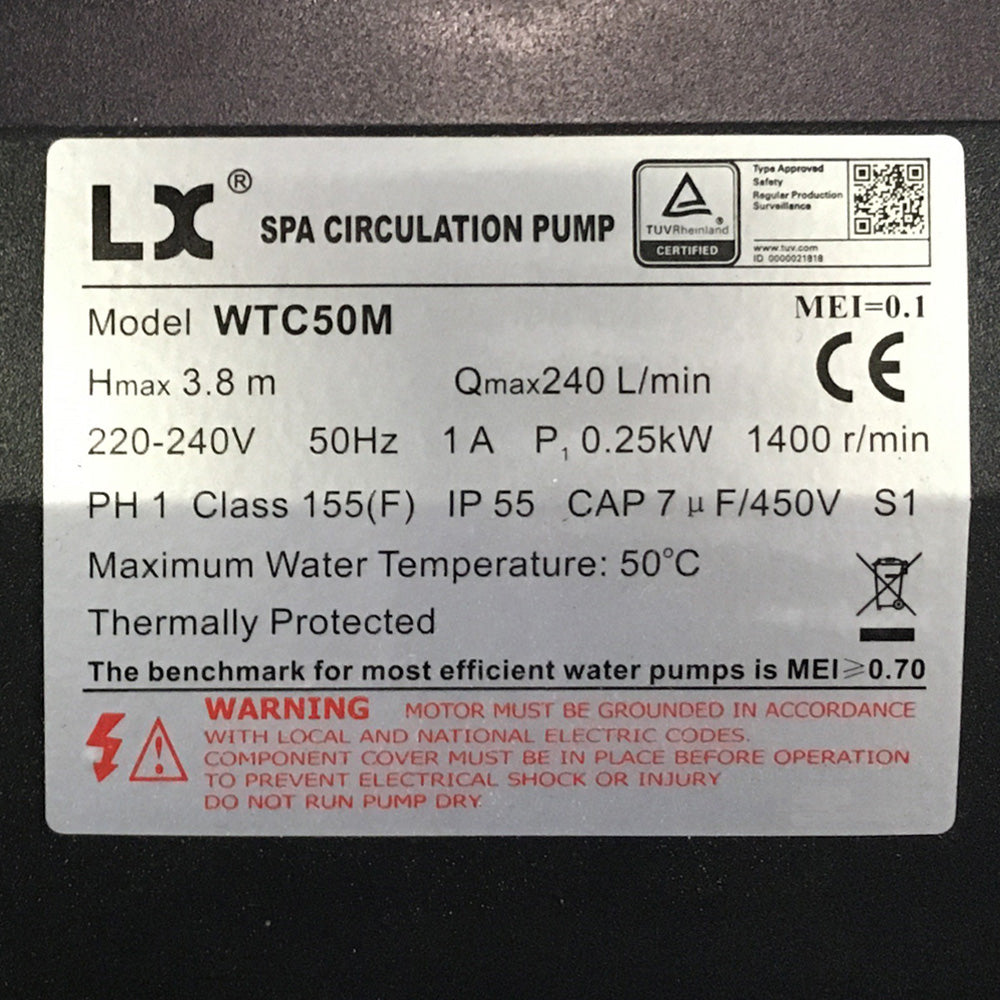 LX ® SPA CIRCULATION PUMP
TUVRheinland ®
CERTIFIED
Type Approved
Safety
Regular Production
Surveillance
www.tuv.com
ID 0000021818
Model WTC50M
MEI=0.1
CE
Hmax 3.8 m Qmax240 L/min
220-240V 50Hz 1 A P₁ 0.25kW 1400 r/min
PH 1 Class 155(F) IP 55 CAP 7 μ F/450V S1
Maximum Water Temperature: 50°C
Thermally Protected
The benchmark for most efficient water pumps is MEI≥0.70
WARNING MOTOR MUST BE GROUNDED IN ACCORDANCE
WITH LOCAL AND NATIONAL ELECTRIC CODES.
COMPONENT COVER MUST BE IN PLACE BEFORE OPERATION
TO PREVENT ELECTRICAL SHOCK OR INJURY
DO NOT RUN PUMP DRY.